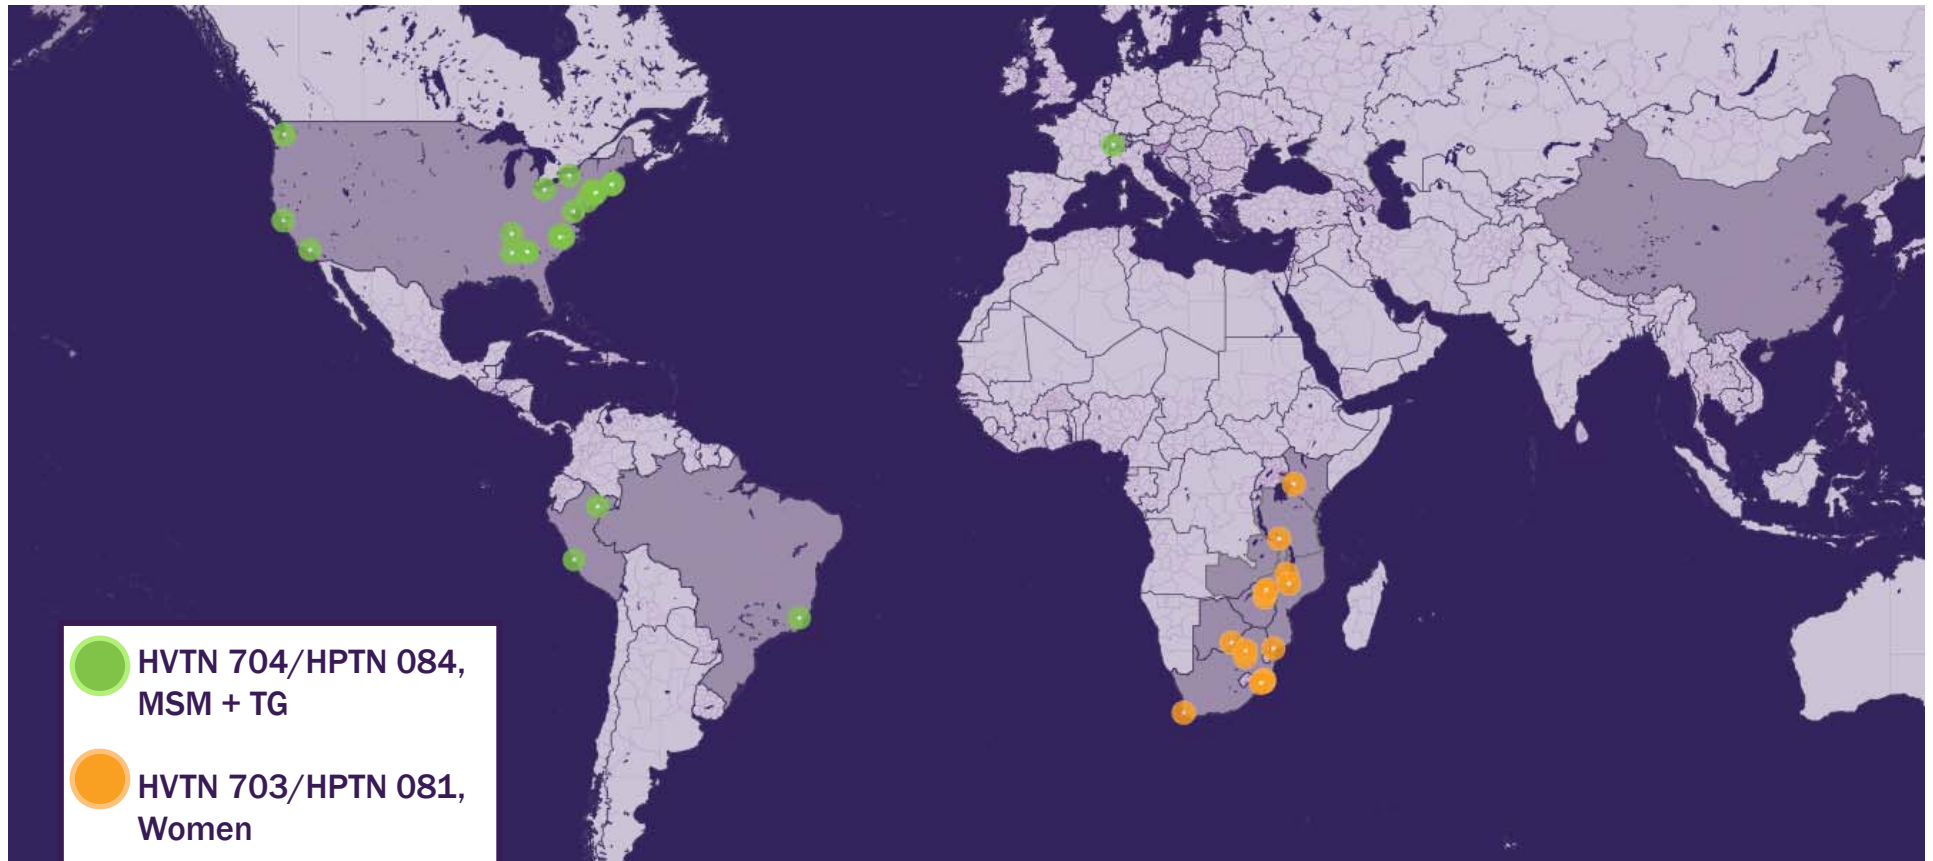 HVTN 704/HPTN 084,
MSM + TG
HVTN 703/HPTN 081,
Women